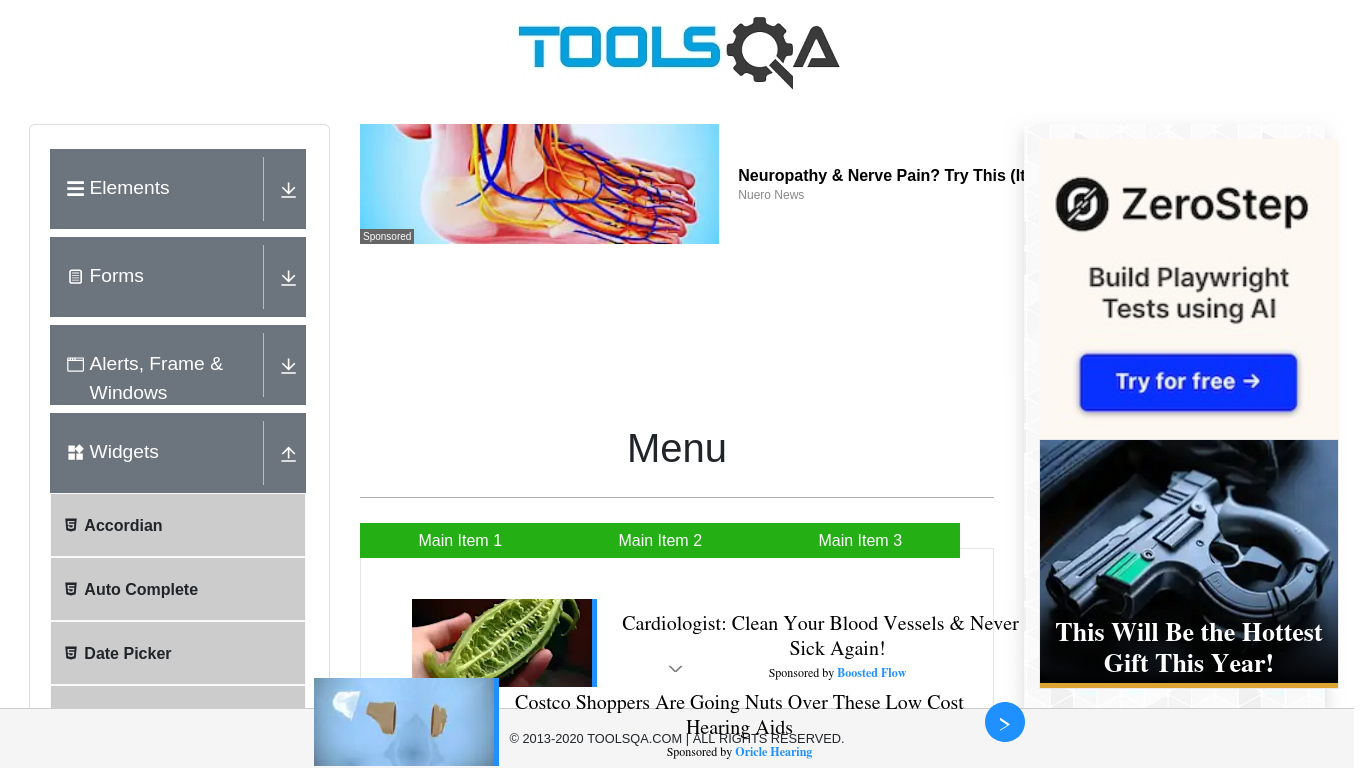 TOOLSQA
Elements
Forms
Alerts, Frame &
Windows
Widgets
Accordian
Auto Complete
Date Picker
Sponsored
Neuropathy & Nerve Pain? Try This (It
Nuero News
Menu
Main Item 1
Main Item 2
Main Item 3
Cardiologist: Clean Your Blood Vessels & Never
Sick Again!
Sponsored by Boosted Flow
Costco Shoppers Are Going Nuts Over These Low Cost
Hearing Aids
Sponsored by Oricle Hearing
© 2013-2020 TOOLSQA.COM | ALL RIGHTS RESERVED.
ZeroStep
Build Playwright
Tests using AI
Try for free →
This Will Be the Hottest
Gift This Year!